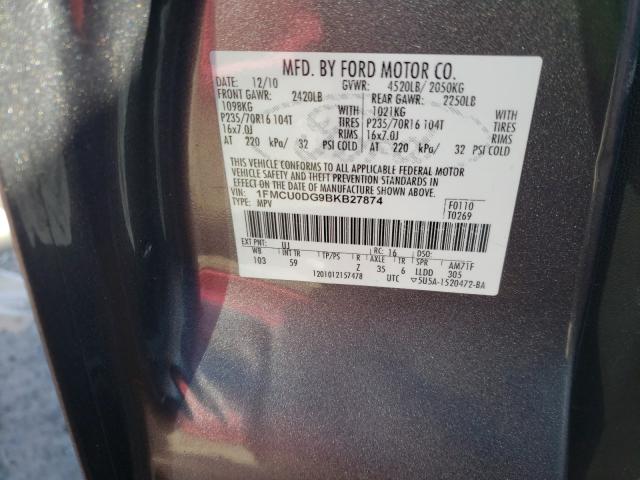 MFD. BY FORD MOTOR CO.
DATE: 12/10 GVWR: 4520LB/ 2050KG
FRONT GAWR: 2420LB REAR GAWR: 2250LB
1098KG 1021KG
P235/70R16 104T TIRES P235/70R16 104T
16x7.0J RIMS 16x7.0J
AT 220 kPa/ 32 PSI COLD AT 220 kPa/ 32 PSI COLD
THIS VEHICLE CONFORMS TO ALL APPLICABLE FEDERAL MOTOR
VEHICLE SAFETY AND THEFT PREVENTION STANDARDS IN
EFFECT ON THE DATE OF MANUFACTURE SHOWN ABOVE.
VIN: 1FMCU0DG9BKB27874 F0110
TYPE: MPV T0269
EXT PNT: UJ RC: 16 DSO:
WB INT TR TP/PS R AXLE TR SPR AM71F
103 59 Z 35 6 LLDD 305
1201012157478 UTC ▽5U5A-1520472-BA